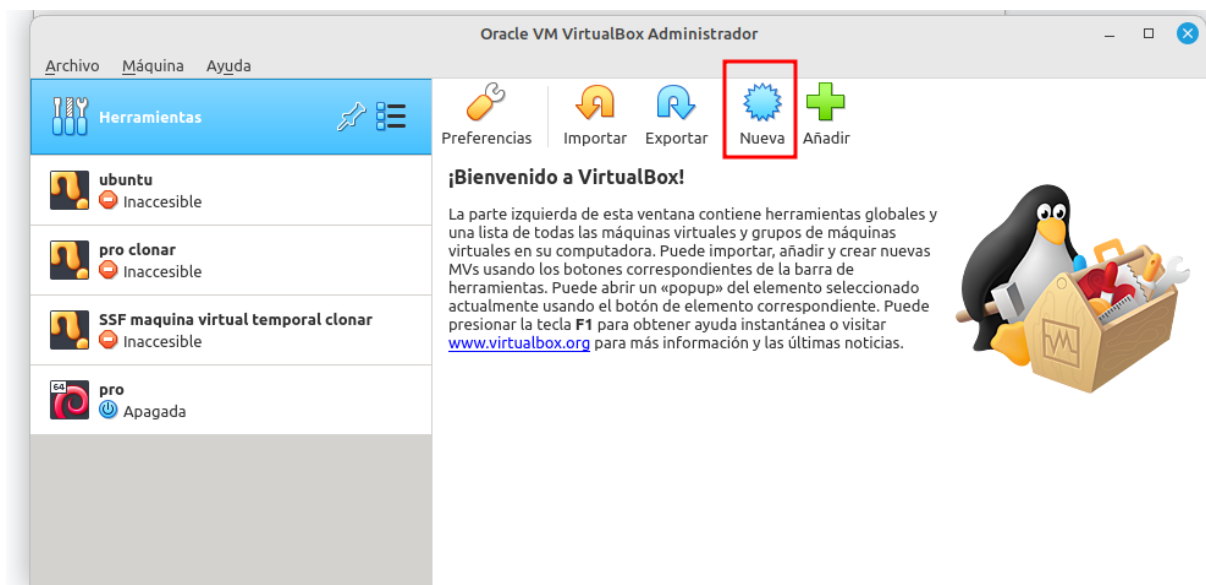 Oracle VM VirtualBox Administrador
Archivo Máquina Ayuda
Herramientas
Preferencias Importar Exportar Nueva Añadir
ubuntu
Inaccesible
pro clonar
Inaccesible
SSF maquina virtual temporal clonar
Inaccesible
64
pro
Apagada
¡Bienvenido a VirtualBox!
La parte izquierda de esta ventana contiene herramientas globales y
una lista de todas las máquinas virtuales y grupos de máquinas
virtuales en su computadora. Puede importar, añadir y crear nuevas
MVs usando los botones correspondientes de la barra de
herramientas. Puede abrir un «popup» del elemento seleccionado
actualmente usando el botón de elemento correspondiente. Puede
presionar la tecla F1 para obtener ayuda instantánea o visitar
www.virtualbox.org para más información y las últimas noticias.